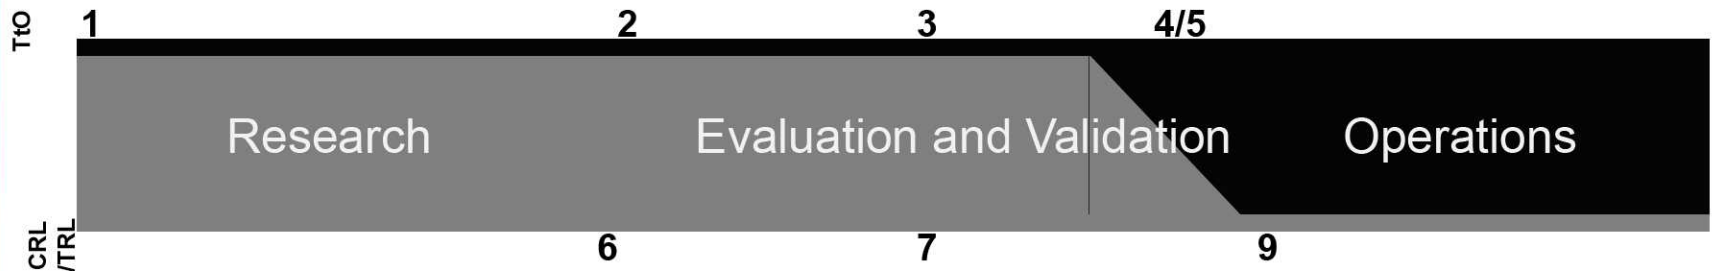 TtO 1 2 3 4/5
Research Evaluation and Validation Operations
CRL
/TRL
6 7 9